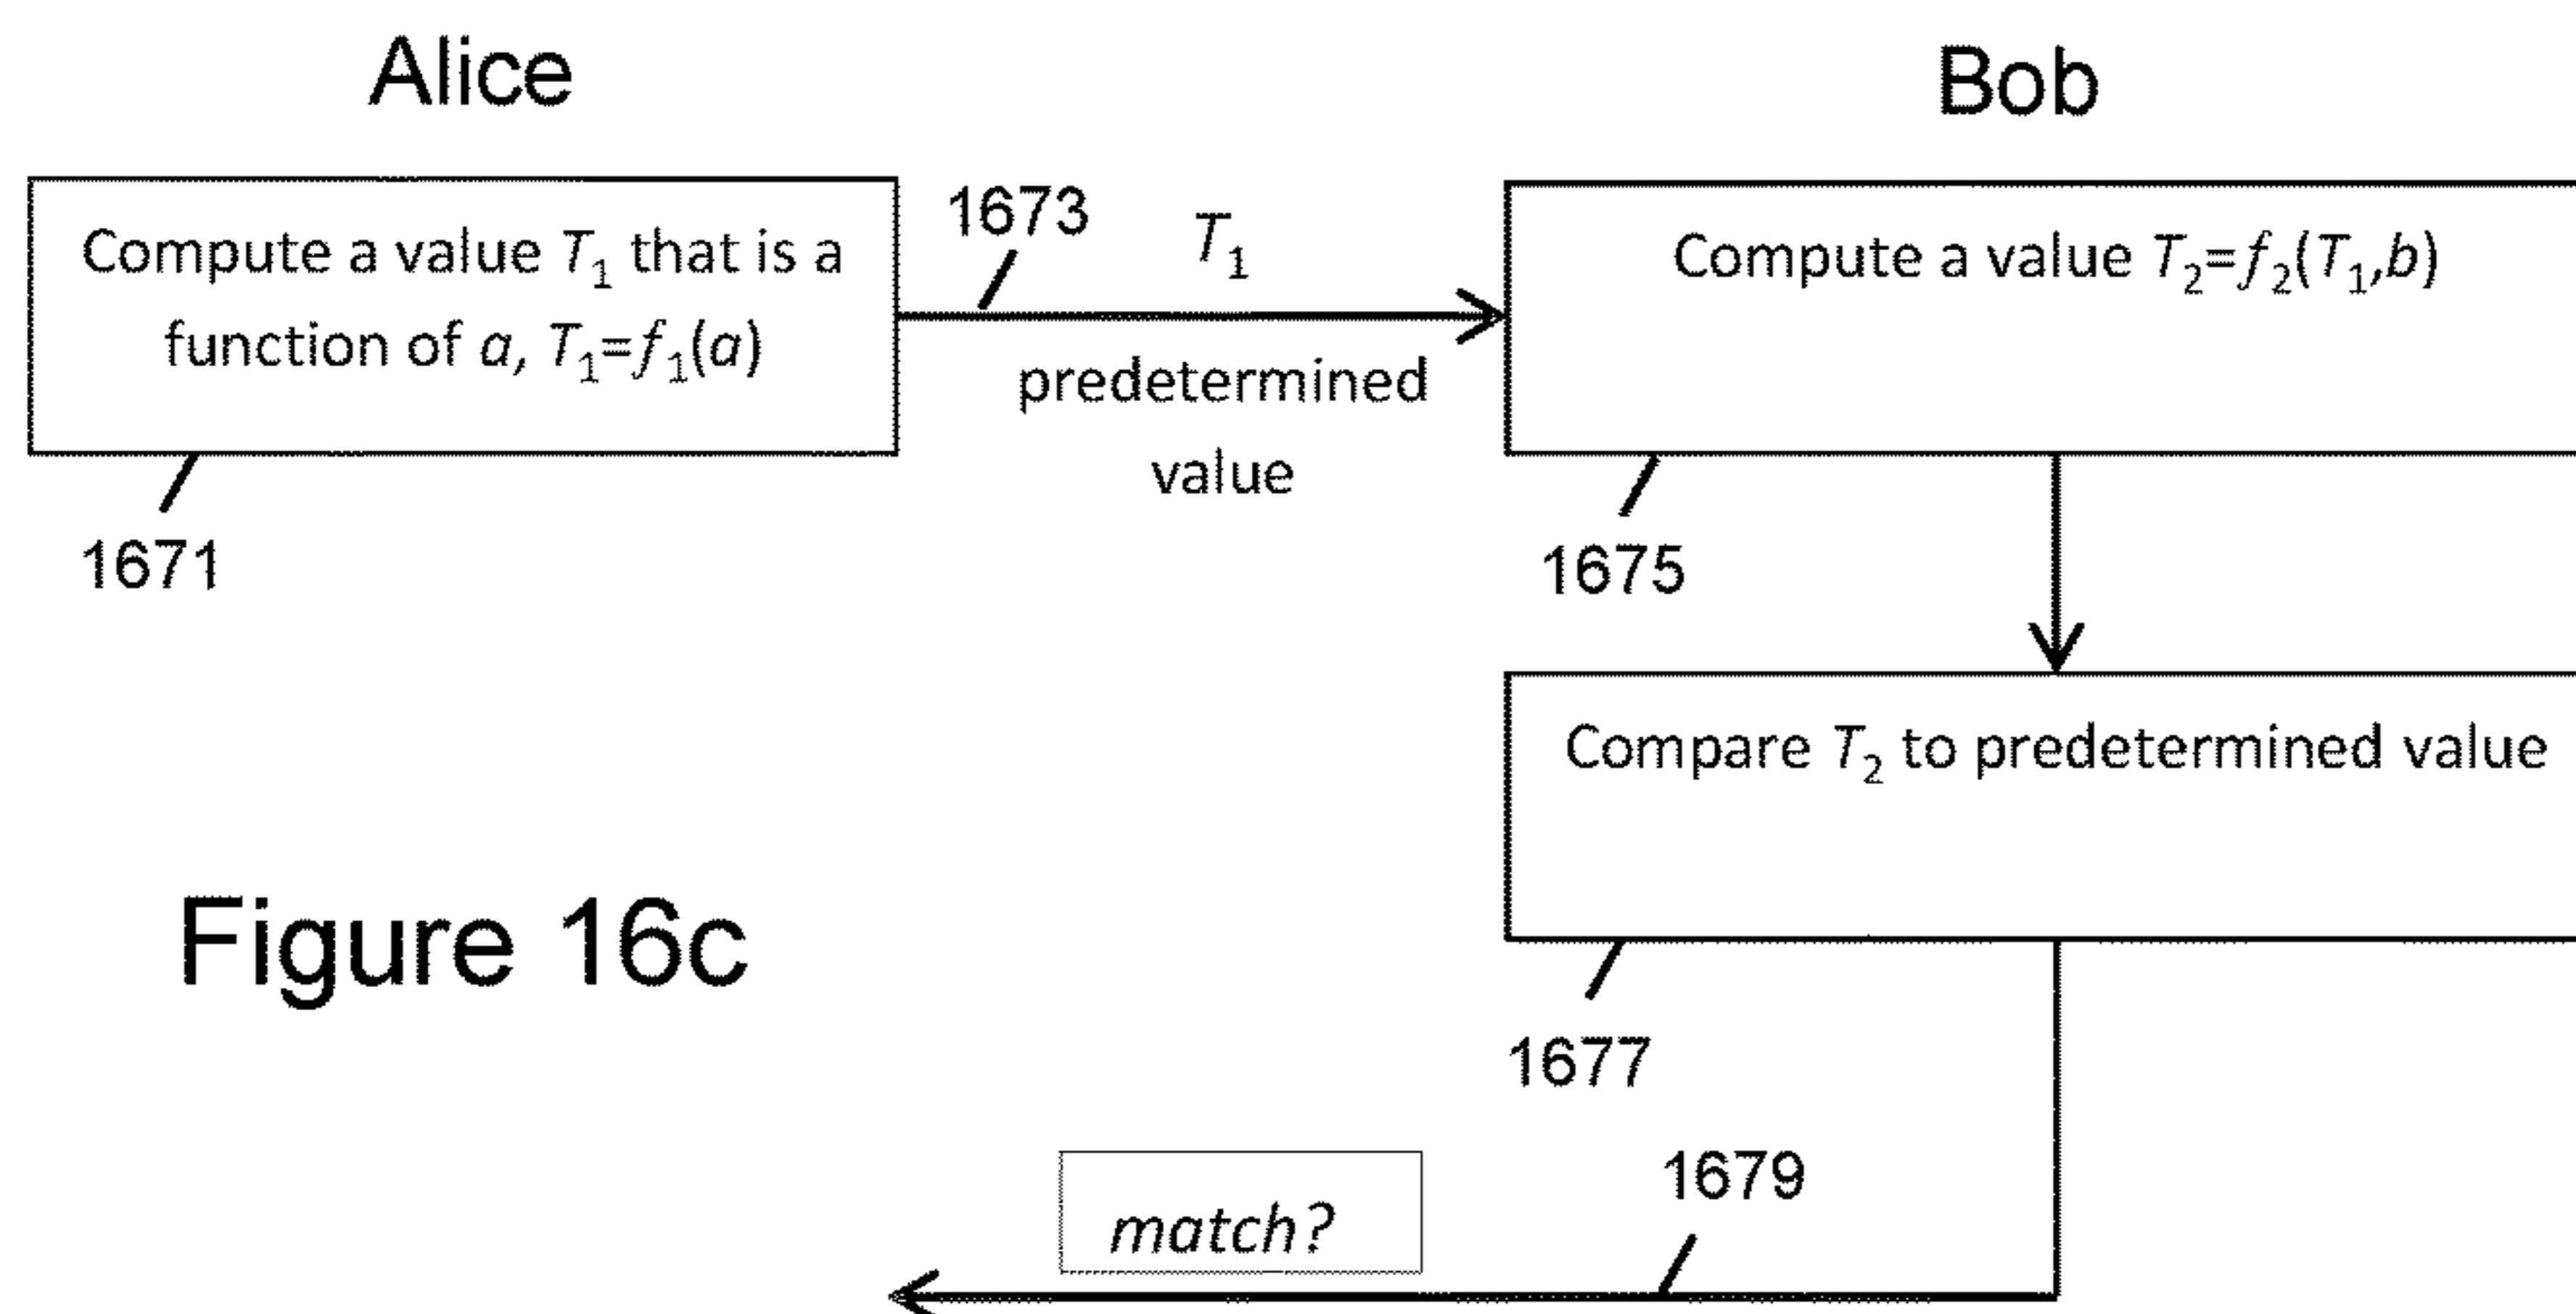 Alice
Bob
Compute a value T₁ that is a
function of a, T₁=f₁(a)
1671
1673
T₁
predetermined
value
Compute a value T₂=f₂(T₁,b)
1675
Compare T₂ to predetermined value
1677
Figure 16c
match?
1679